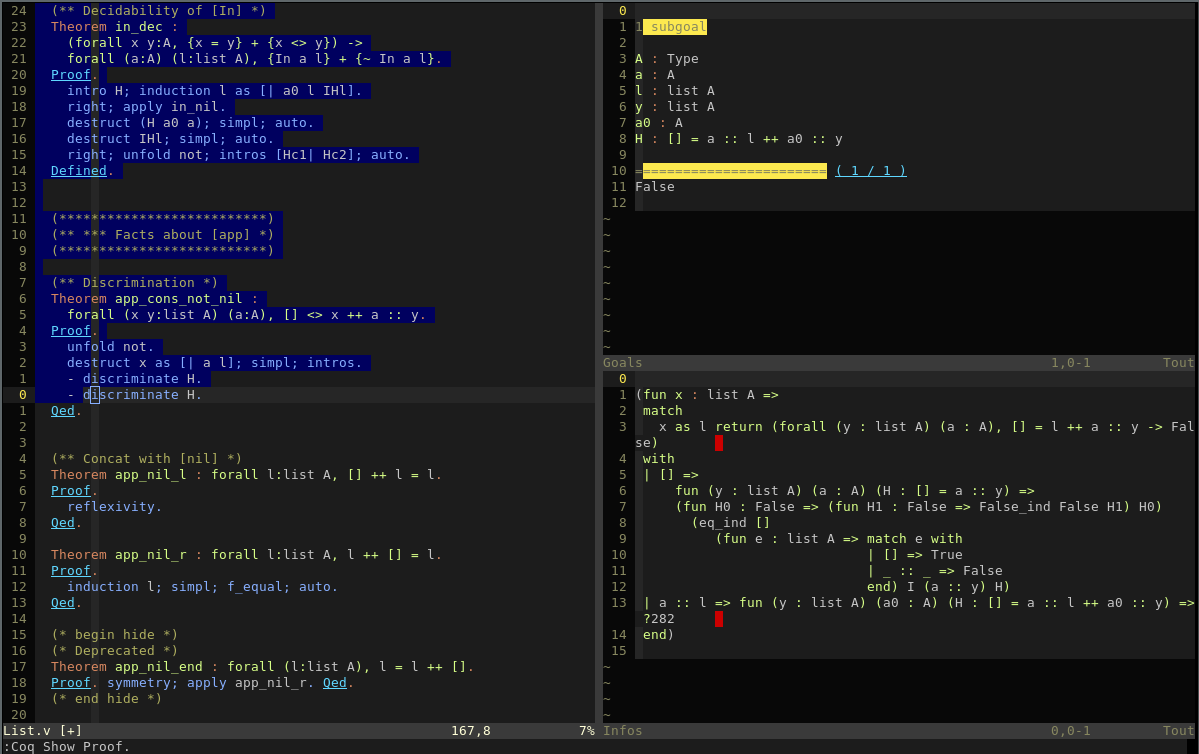 24  (** Decidability of [In] *)
23  Theorem in_dec :
22    (forall x y:A, {x = y} + {x <> y}) ->
21    forall (a:A) (l:list A), {In a l} + {~ In a l}.
20  Proof.
19    intro H; induction l as [| a0 l IHl].
18    right; apply in_nil.
17    destruct (H a0 a); simpl; auto.
16    destruct IHl; simpl; auto.
15    right; unfold not; intros [Hc1| Hc2]; auto.
14  Defined.
13
12
11  (**************************)
10  (** *** Facts about [app] *)
9  (**************************)
8
7  (** Discrimination *)
6  Theorem app_cons_not_nil :
5    forall (x y:list A) (a:A), [] <> x ++ a :: y.
4  Proof.
3    unfold not.
2    destruct x as [| a l]; simpl; intros.
1    - discriminate H.
0    - discriminate H.
1  Qed.
2
3
4  (** Concat with [nil] *)
5  Theorem app_nil_l : forall l:list A, [] ++ l = l.
6  Proof.
7    reflexivity.
8  Qed.
9
10  Theorem app_nil_r : forall l:list A, l ++ [] = l.
11  Proof.
12    induction l; simpl; f_equal; auto.
13  Qed.
14
15  (* begin hide *)
16  (* Deprecated *)
17  Theorem app_nil_end : forall (l:list A), l = l ++ [].
18  Proof. symmetry; apply app_nil_r. Qed.
19  (* end hide *)
20
List.v [+] 167,8 7%
:Coq Show Proof.
0
1 1 subgoal
2
3 A : Type
4 a : A
5 l : list A
6 y : list A
7 a0 : A
8 H : [] = a :: l ++ a0 :: y
9
10 ======================== ( 1 / 1 )
11 False
12
~
~
~
~
~
~
~
~
~
Goals 1,0-1 Tout
0
1 (fun x : list A =>
2  match
3    x as l return (forall (y : list A) (a : A), [] = l ++ a :: y -> Fal
se)
4  with
5  | [] =>
6      fun (y : list A) (a : A) (H : [] = a :: y) =>
7      (fun H0 : False => (fun H1 : False => False_ind False H1) H0)
8        (eq_ind []
9           (fun e : list A => match e with
10                              | [] => True
11                              | _ :: _ => False
12                              end) I (a :: y) H)
13  | a :: l => fun (y : list A) (a0 : A) (H : [] = a :: l ++ a0 :: y) =>
 ?282
14  end)
15
~
~
~
~
Infos 0,0-1 Tout